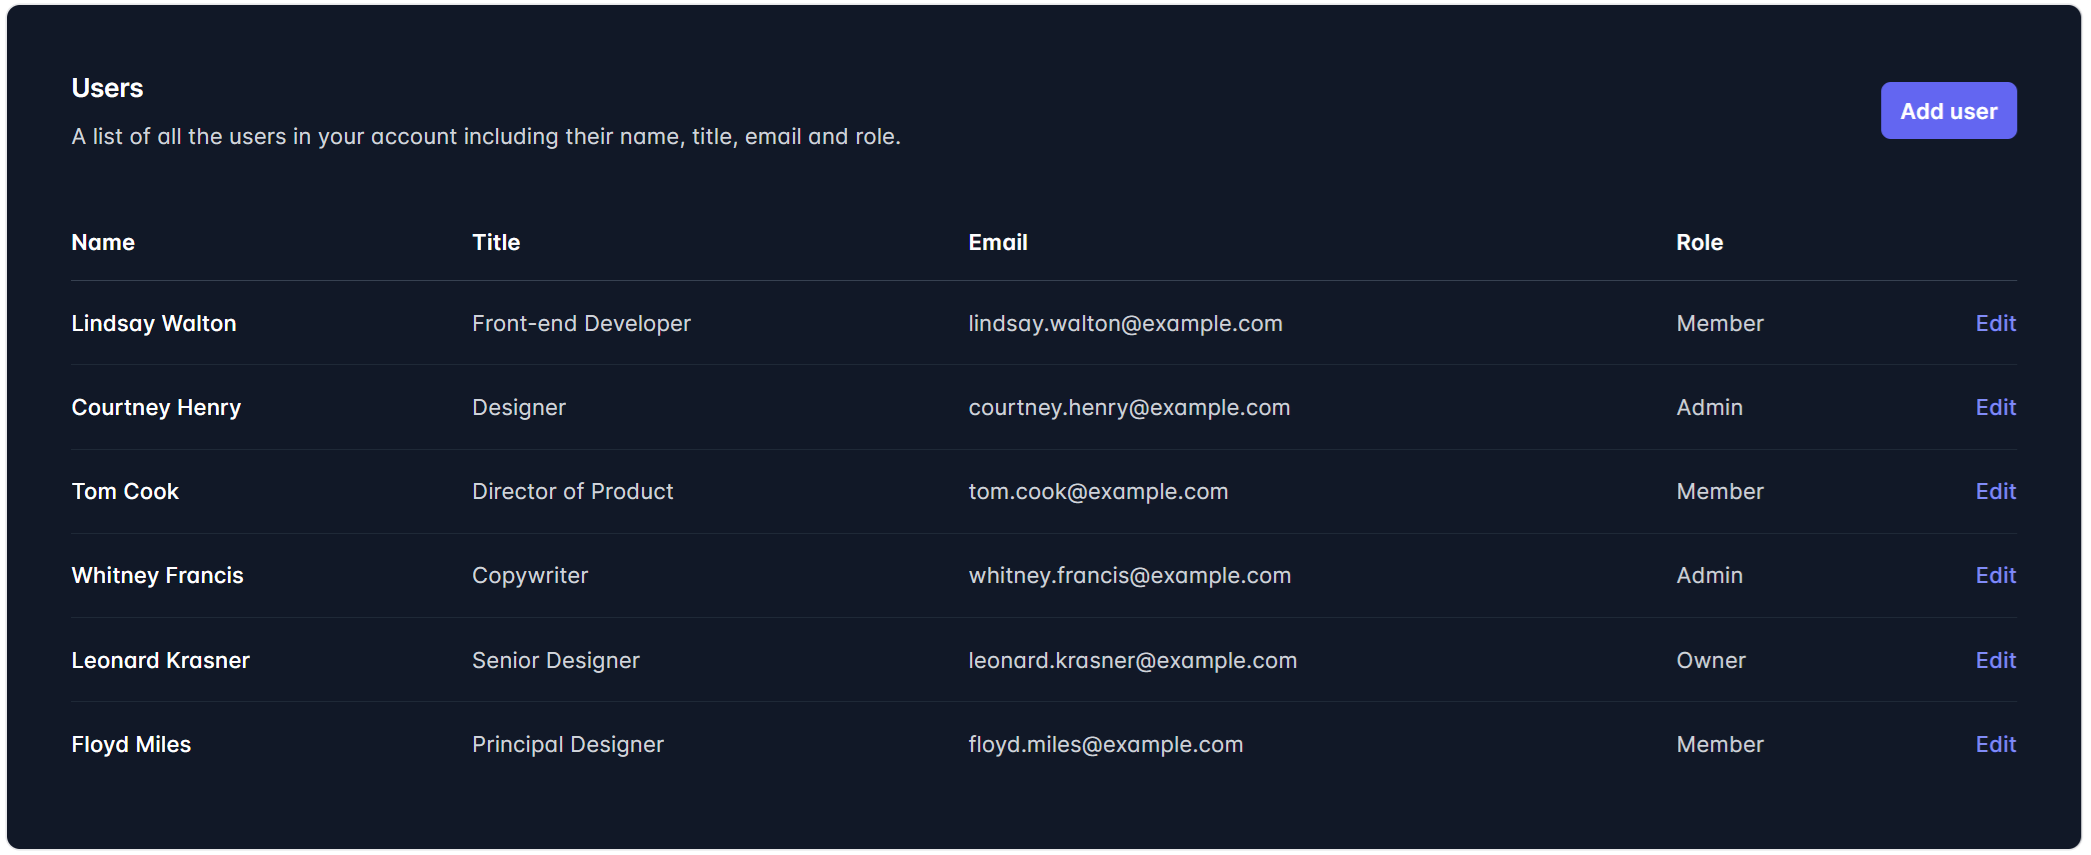 Users
A list of all the users in your account including their name, title, email and role.
Add user
Name Title Email Role
Lindsay Walton Front-end Developer lindsay.walton@example.com Member Edit
Courtney Henry Designer courtney.henry@example.com Admin Edit
Tom Cook Director of Product tom.cook@example.com Member Edit
Whitney Francis Copywriter whitney.francis@example.com Admin Edit
Leonard Krasner Senior Designer leonard.krasner@example.com Owner Edit
Floyd Miles Principal Designer floyd.miles@example.com Member Edit